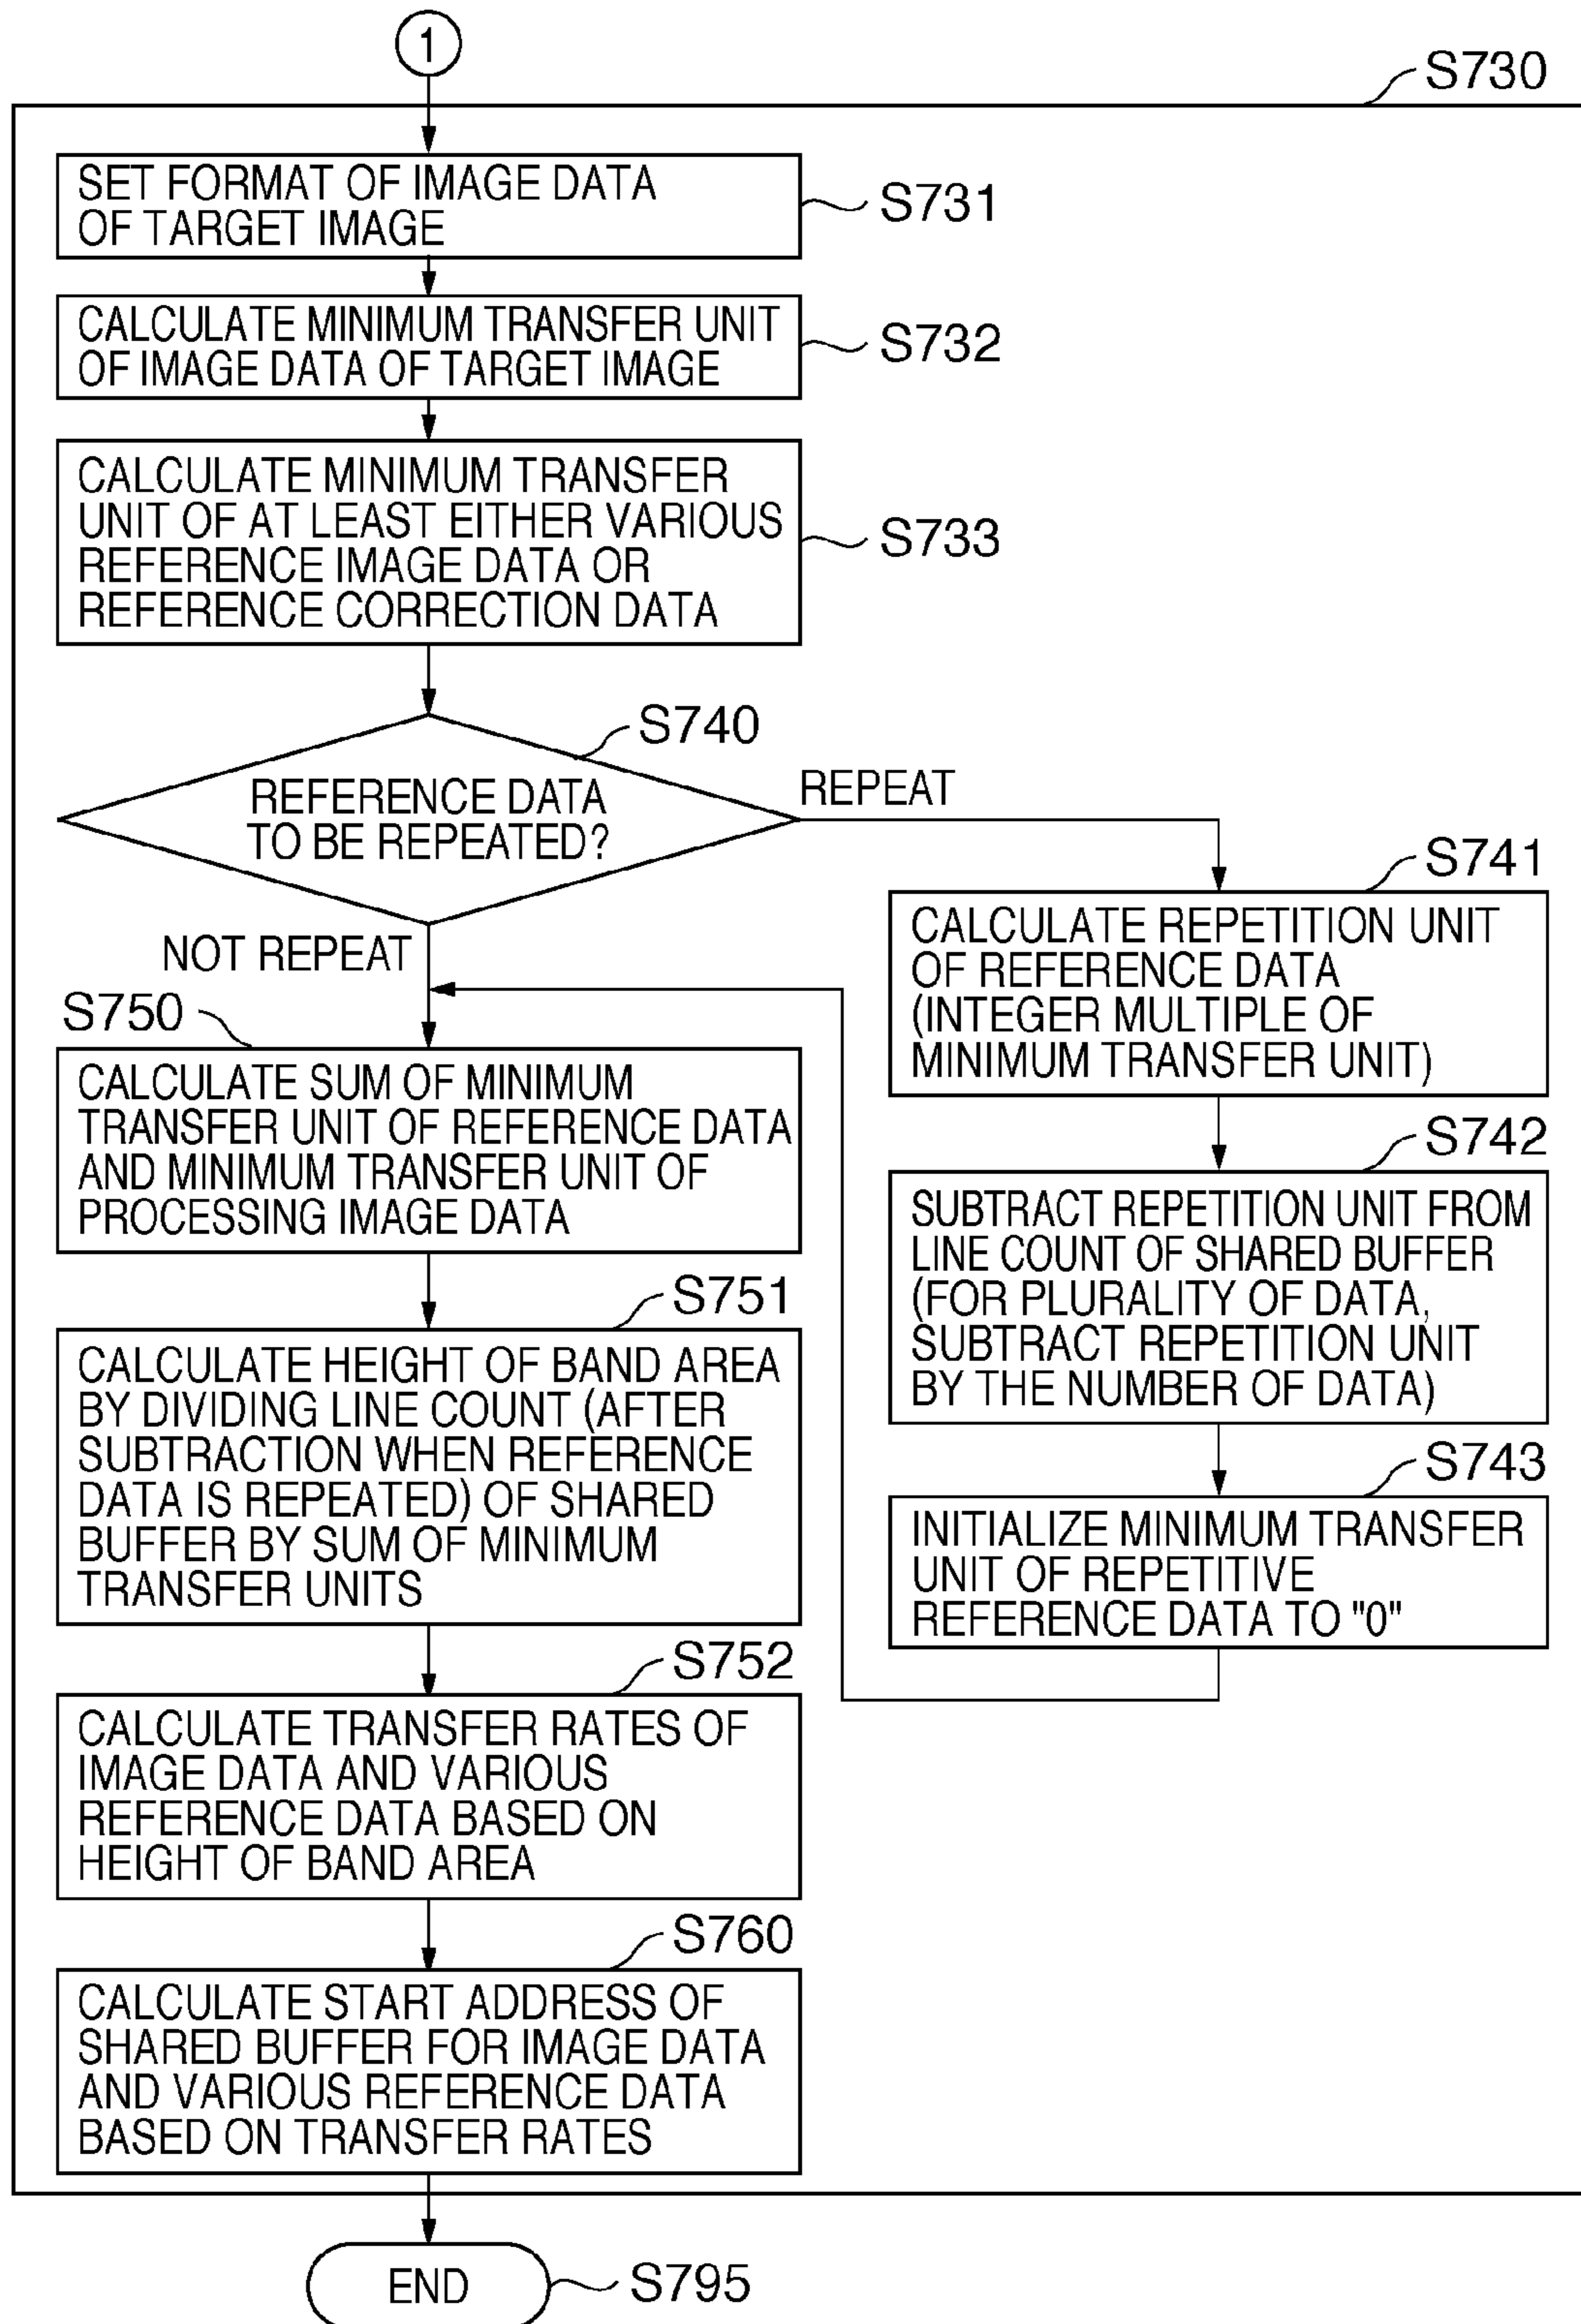 1
S730
SET FORMAT OF IMAGE DATA
OF TARGET IMAGE
S731
CALCULATE MINIMUM TRANSFER UNIT
OF IMAGE DATA OF TARGET IMAGE
S732
CALCULATE MINIMUM TRANSFER
UNIT OF AT LEAST EITHER VARIOUS
REFERENCE IMAGE DATA OR
REFERENCE CORRECTION DATA
S733
S740
REFERENCE DATA
TO BE REPEATED?
REPEAT
NOT REPEAT
S741
CALCULATE REPETITION UNIT
OF REFERENCE DATA
(INTEGER MULTIPLE OF
MINIMUM TRANSFER UNIT)
S742
SUBTRACT REPETITION UNIT FROM
LINE COUNT OF SHARED BUFFER
(FOR PLURALITY OF DATA,
SUBTRACT REPETITION UNIT
BY THE NUMBER OF DATA)
S743
INITIALIZE MINIMUM TRANSFER
UNIT OF REPETITIVE
REFERENCE DATA TO "0"
S750
CALCULATE SUM OF MINIMUM
TRANSFER UNIT OF REFERENCE DATA
AND MINIMUM TRANSFER UNIT OF
PROCESSING IMAGE DATA
S751
CALCULATE HEIGHT OF BAND AREA
BY DIVIDING LINE COUNT (AFTER
SUBTRACTION WHEN REFERENCE
DATA IS REPEATED) OF SHARED
BUFFER BY SUM OF MINIMUM
TRANSFER UNITS
S752
CALCULATE TRANSFER RATES OF
IMAGE DATA AND VARIOUS
REFERENCE DATA BASED ON
HEIGHT OF BAND AREA
S760
CALCULATE START ADDRESS OF
SHARED BUFFER FOR IMAGE DATA
AND VARIOUS REFERENCE DATA
BASED ON TRANSFER RATES
END
S795